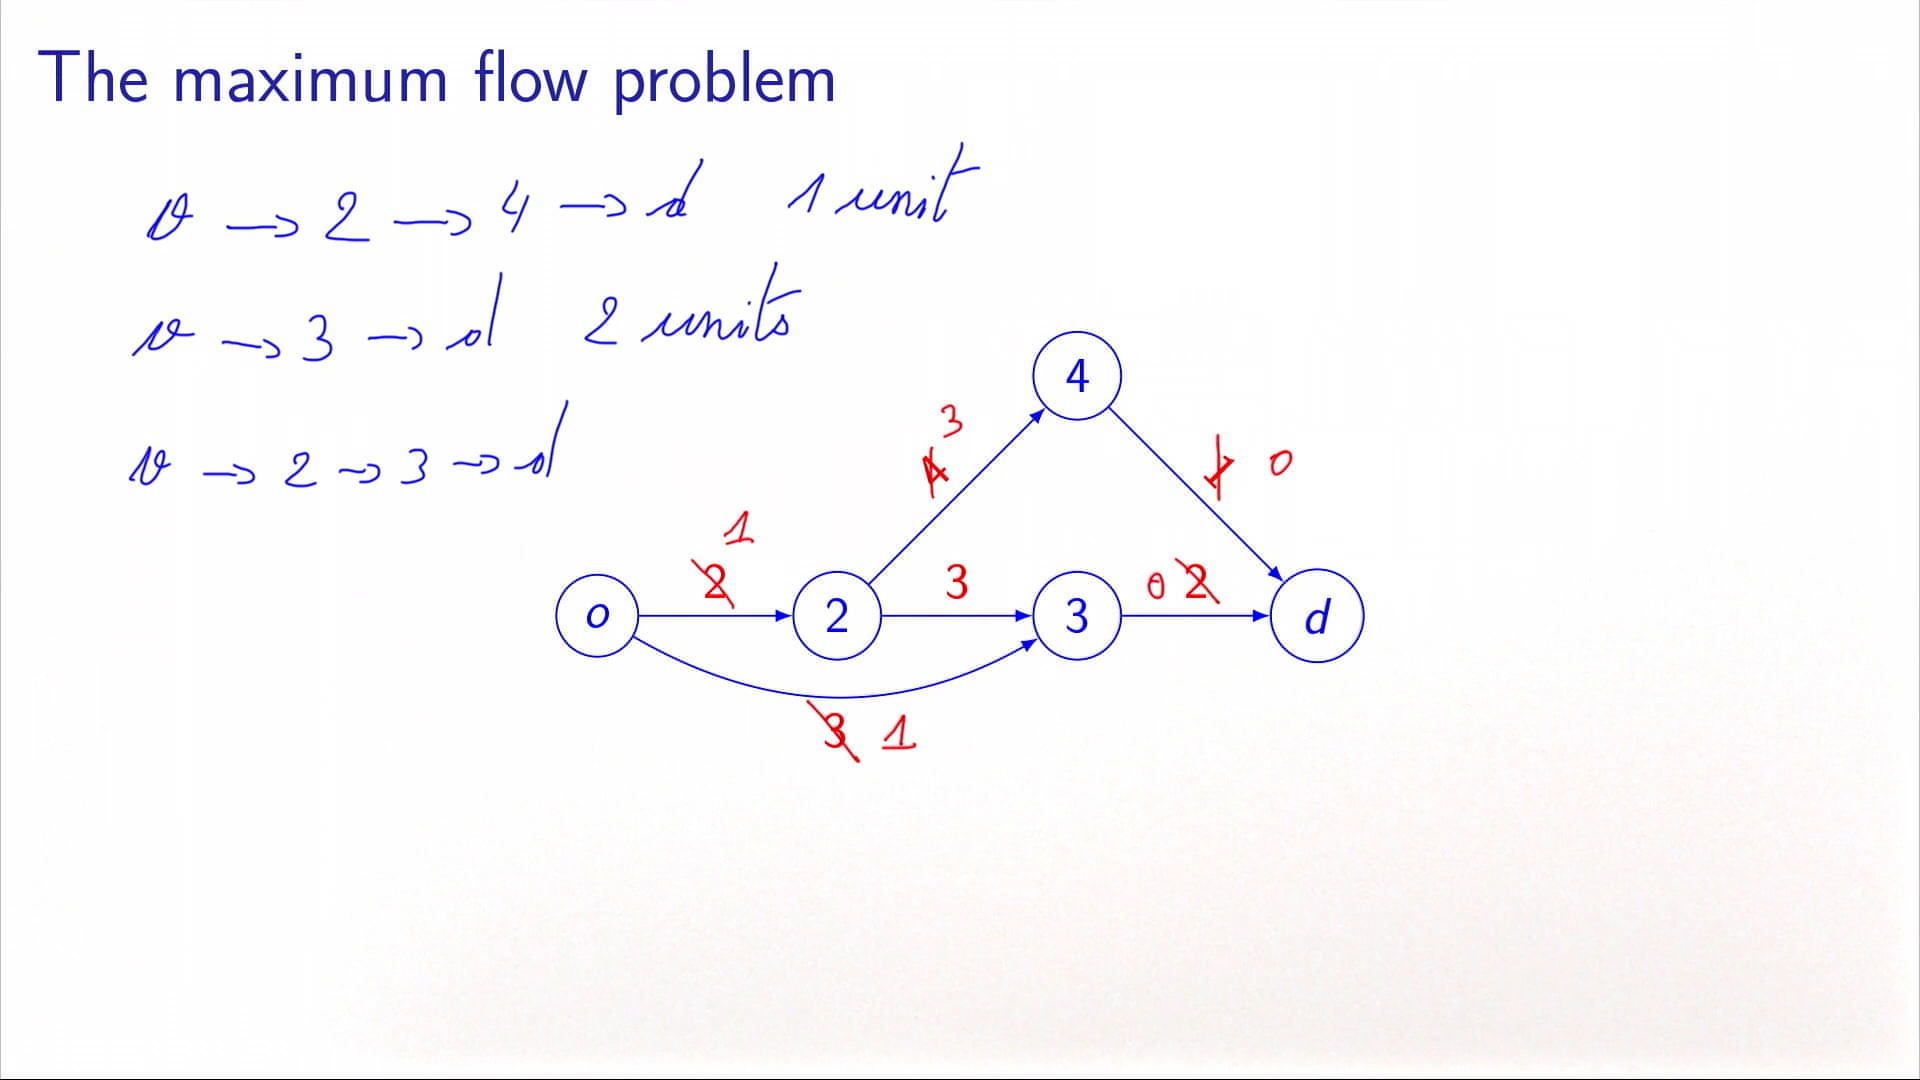 The maximum flow problem
o → 2 → 4 → d 1 unit
o → 3 → d 2 units
o → 2 → 3 → d
4
3
4
1 0
1
2
3
0 2
o
2
3
d
3 1